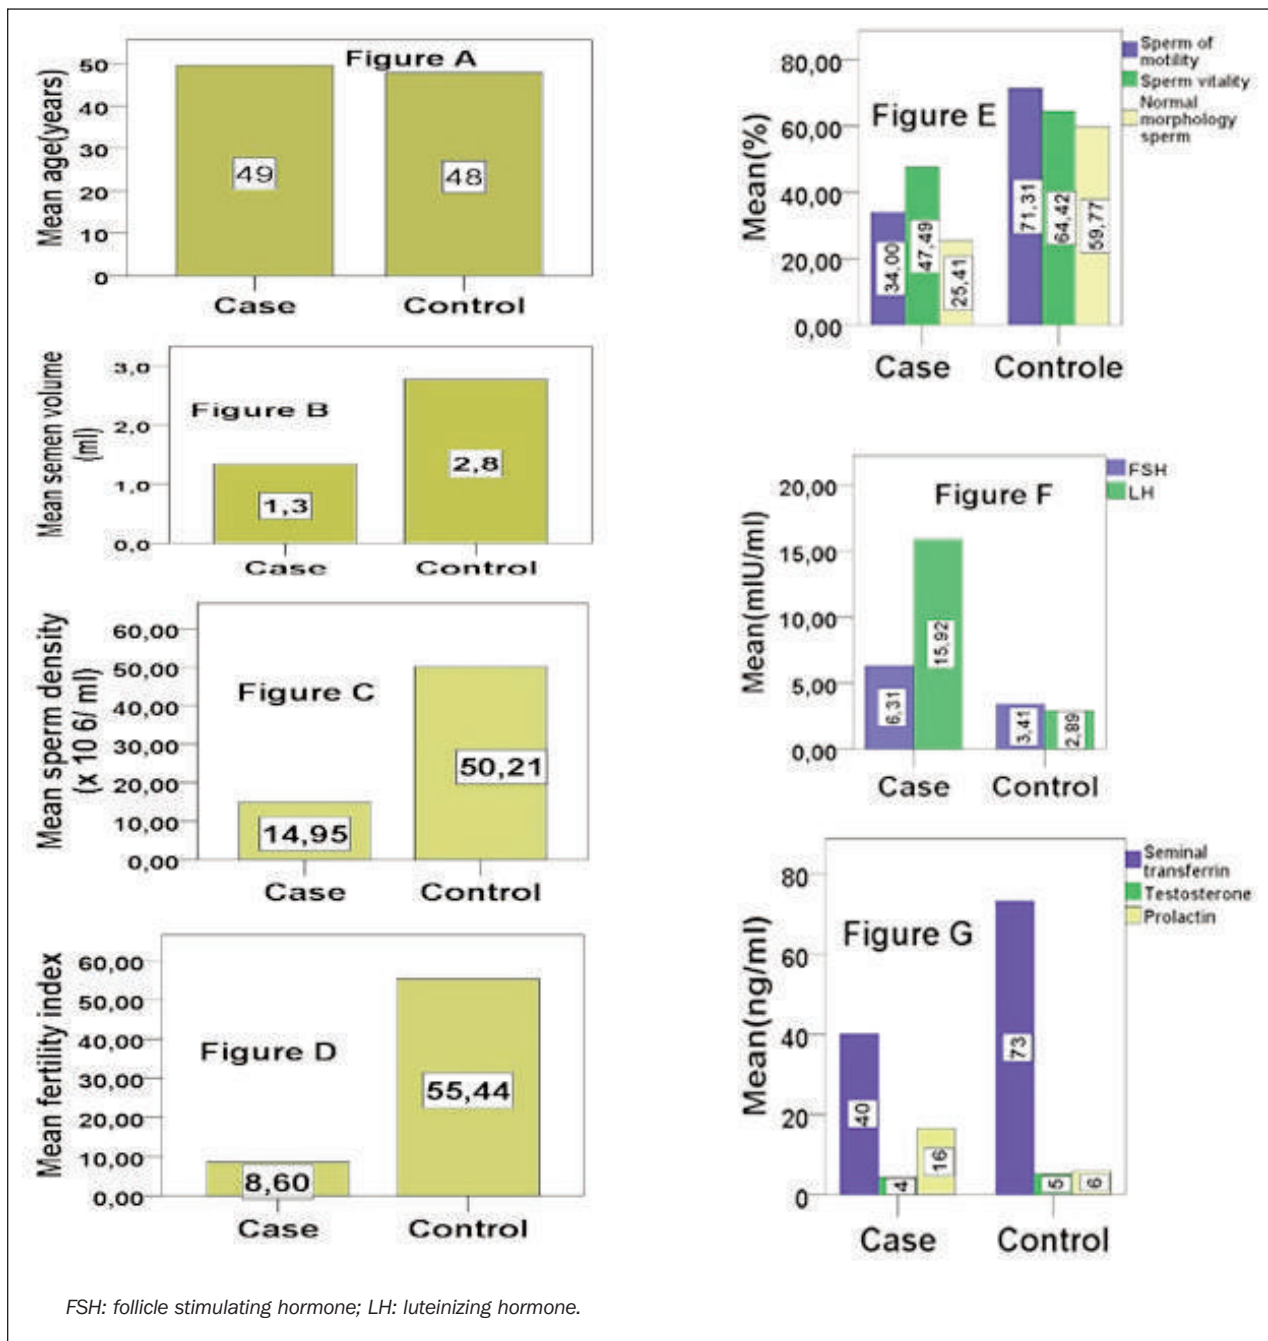 Figure A
Mean age(years)
50
40
30
20
10
0
49
48
Case
Control
Figure B
Mean semen volume
(ml)
3,0
2,0
1,0
0,0
1,3
2,8
Case
Control
Figure C
Mean sperm density
(x 10 6/ ml)
60,00
50,00
40,00
30,00
20,00
10,00
0,00
14,95
50,21
Case
Control
Figure D
Mean fertility index
60,00
50,00
40,00
30,00
20,00
10,00
0,00
8,60
55,44
Case
Control
Figure E
Sperm of
motility
Sperm vitality
Normal
morphology
sperm
Mean(%)
80,00
60,00
40,00
20,00
0,00
34,00
47,49
25,41
71,31
64,42
59,77
Case
Controle
Figure F
FSH
LH
Mean(mIU/ml)
20,00
15,00
10,00
5,00
0,00
6,31
15,92
3,41
2,89
Case
Control
Figure G
Seminal
transferrin
Testosterone
Prolactin
Mean(ng/ml)
80
60
40
20
0
40
4
16
73
5
6
Case
Control
FSH: follicle stimulating hormone; LH: luteinizing hormone.